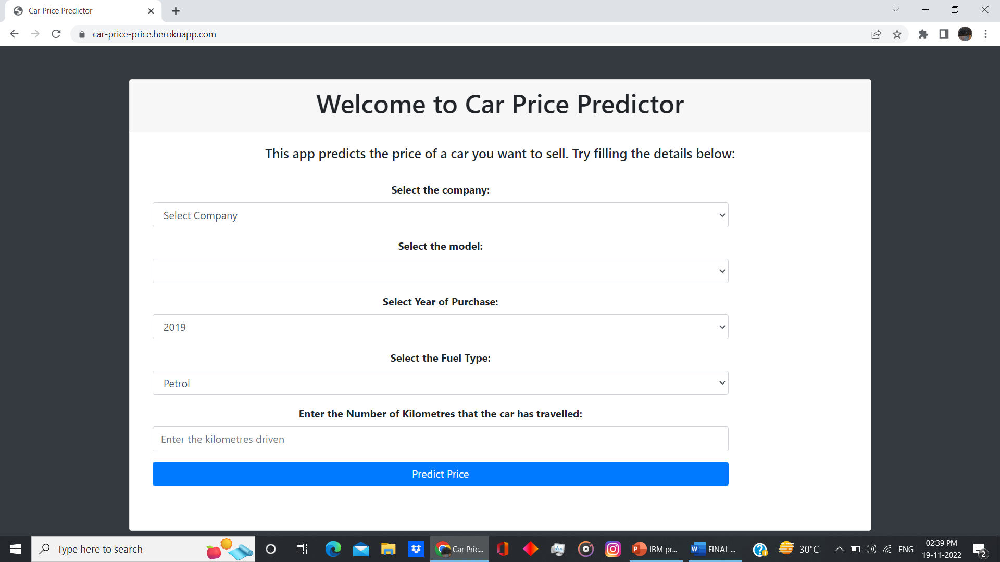 Car Price Predictor
car-price-price.herokuapp.com
Welcome to Car Price Predictor
This app predicts the price of a car you want to sell. Try filling the details below:
Select the company:
Select Company
Select the model:
Select Year of Purchase:
2019
Select the Fuel Type:
Petrol
Enter the Number of Kilometres that the car has travelled:
Enter the kilometres driven
Predict Price
Type here to search
Car Pric...
IBM pr...
FINAL ...
30°C
ENG
02:39 PM
19-11-2022
2